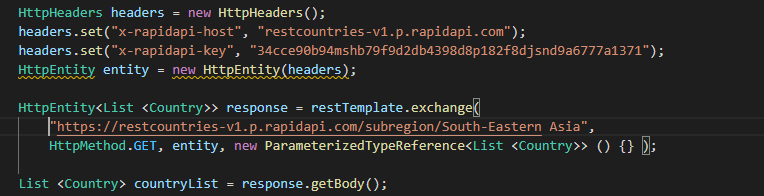 HttpHeaders headers = new HttpHeaders();
headers.set("x-rapidapi-host", "restcountries-v1.p.rapidapi.com");
headers.set("x-rapidapi-key", "34cce90b94mshb79f9d2db4398d8p182f8djsnd9a6777a1371");
HttpEntity entity = new HttpEntity(headers);
HttpEntity<List <Country>> response = restTemplate.exchange(
"https://restcountries-v1.p.rapidapi.com/subregion/South-Eastern Asia",
HttpMethod.GET, entity, new ParameterizedTypeReference<List <Country>> () {} );
List <Country> countryList = response.getBody();